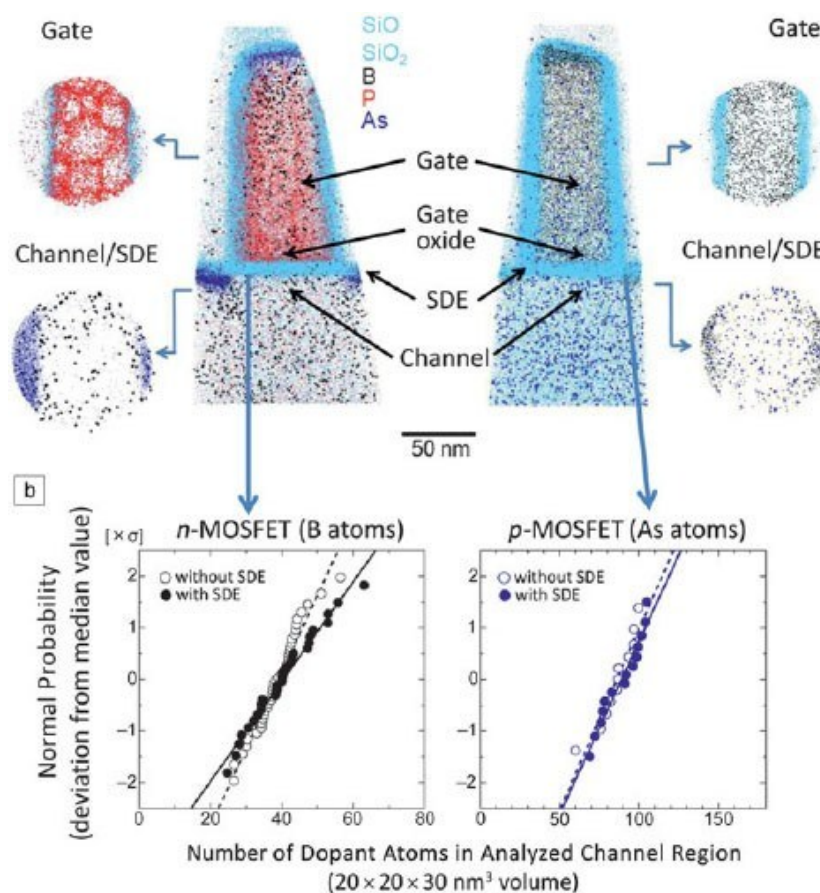 Gate
SiO
SiO₂
B
P
As
Gate
Gate
Gate
oxide
Channel/SDE
Channel/SDE
SDE
Channel
50 nm
b
n-MOSFET (B atoms)
p-MOSFET (As atoms)
[×σ]
Normal Probability
(deviation from median value)
2
1
0
−1
−2
without SDE
with SDE
0 20 40 60 80
2
1
0
−1
−2
without SDE
with SDE
0 50 100 150
Number of Dopant Atoms in Analyzed Channel Region
(20 × 20 × 30 nm³ volume)